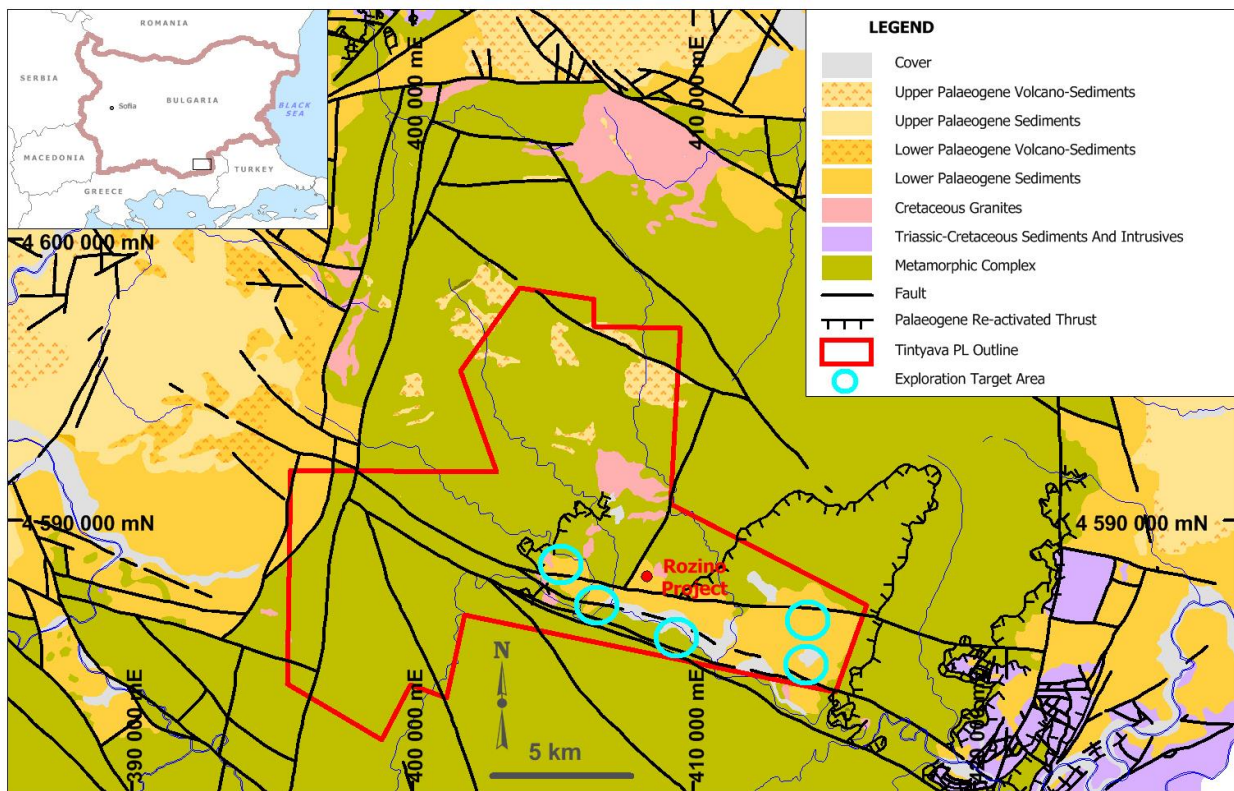 ROMANIA
SERBIA
BULGARIA
Sofia
BLACK
SEA
MACEDONIA
GREECE
TURKEY
400 000 mE
410 000 mE
LEGEND
Cover
Upper Palaeogene Volcano-Sediments
Upper Palaeogene Sediments
Lower Palaeogene Volcano-Sediments
Lower Palaeogene Sediments
Cretaceous Granites
Triassic-Cretaceous Sediments And Intrusives
Metamorphic Complex
Fault
Palaeogene Re-activated Thrust
Tintyava PL Outline
Exploration Target Area
4 600 000 mN
4 590 000 mN
4 590 000 mN
Rozino
Project
N
5 km
390 000 mE
400 000 mE
410 000 mE
420 000 mE